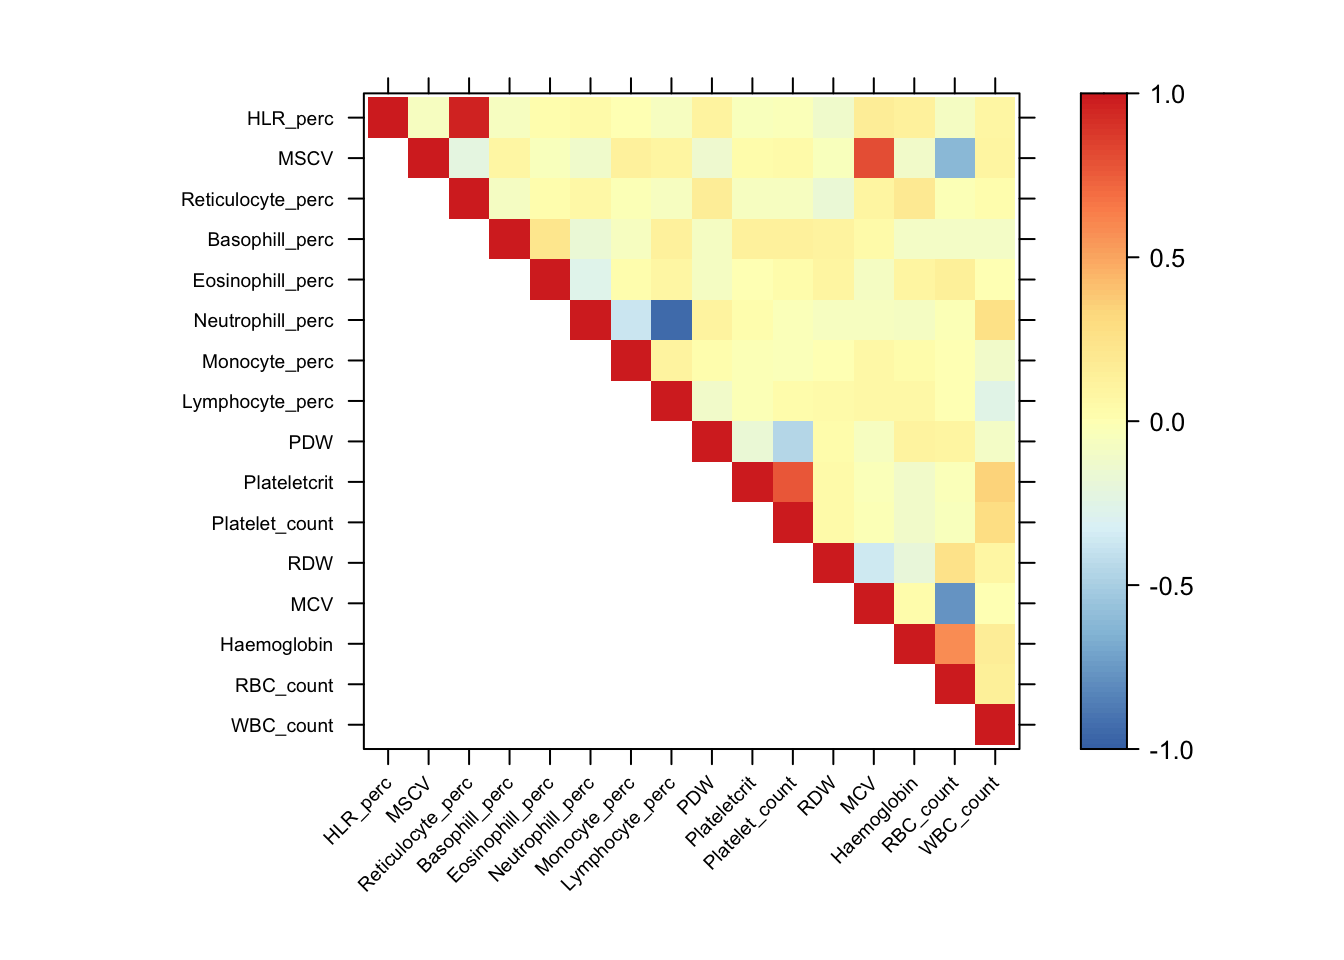 HLR_perc
MSCV
Reticulocyte_perc
Basophill_perc
Eosinophill_perc
Neutrophill_perc
Monocyte_perc
Lymphocyte_perc
PDW
Plateletcrit
Platelet_count
RDW
MCV
Haemoglobin
RBC_count
WBC_count
HLR_perc
MSCV
Reticulocyte_perc
Basophill_perc
Eosinophill_perc
Neutrophill_perc
Monocyte_perc
Lymphocyte_perc
PDW
Plateletcrit
Platelet_count
RDW
MCV
Haemoglobin
RBC_count
WBC_count
1.0
0.5
0.0
-0.5
-1.0